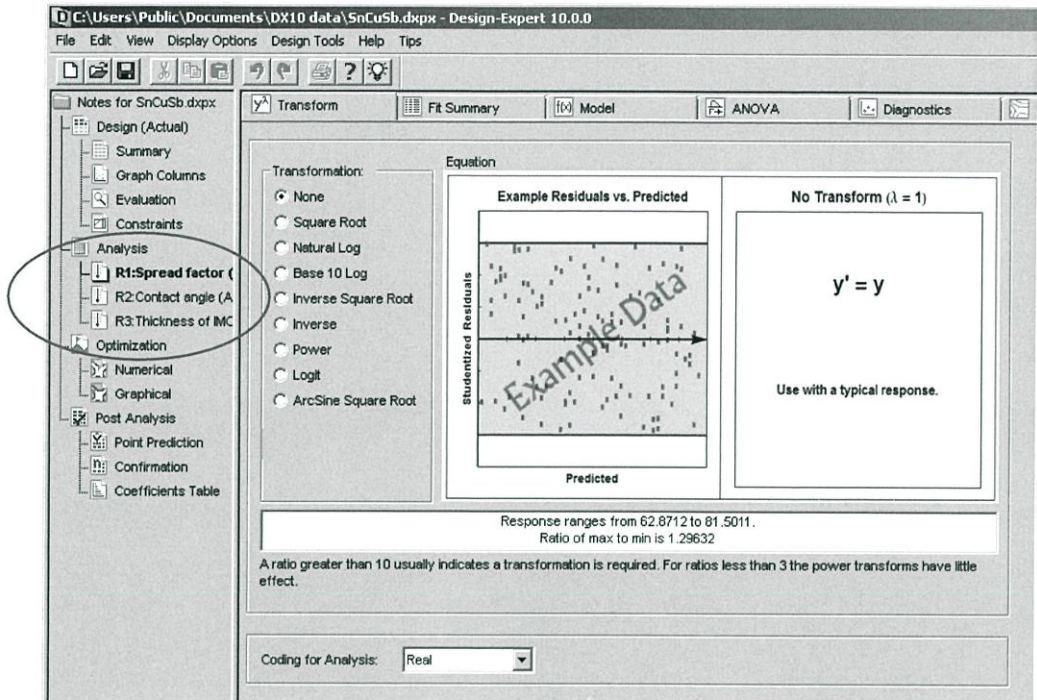 C:\Users\Public\Documents\DX10 data\SnCuSb.dxpx - Design-Expert 10.0.0
File Edit View Display Options Design Tools Help Tips
Notes for SnCuSb.dxpx
Design (Actual)
Summary
Graph Columns
Evaluation
Constraints
Analysis
R1:Spread factor (
R2:Contact angle (A
R3:Thickness of IMC
Optimization
Numerical
Graphical
Post Analysis
Point Prediction
Confirmation
Coefficients Table
Transform
Fit Summary
Model
ANOVA
Diagnostics
Transformation:
None
Square Root
Natural Log
Base 10 Log
Inverse Square Root
Inverse
Power
Logit
ArcSine Square Root
Equation
Example Residuals vs. Predicted
Studentized Residuals
Example Data
Predicted
No Transform (λ = 1)
y' = y
Use with a typical response.
Response ranges from 62.8712 to 81.5011.
Ratio of max to min is 1.29632
A ratio greater than 10 usually indicates a transformation is required. For ratios less than 3 the power transforms have little
effect.
Coding for Analysis: Real